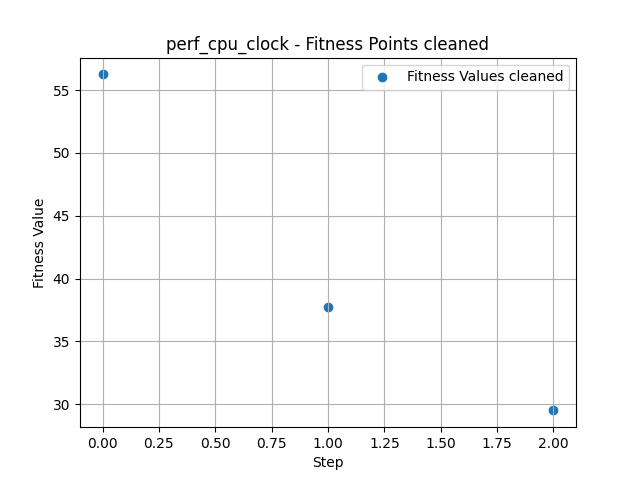 perf_cpu_clock - Fitness Points cleaned
Fitness Values cleaned
Fitness Value
55
50
45
40
35
30
0.00 0.25 0.50 0.75 1.00 1.25 1.50 1.75 2.00
Step